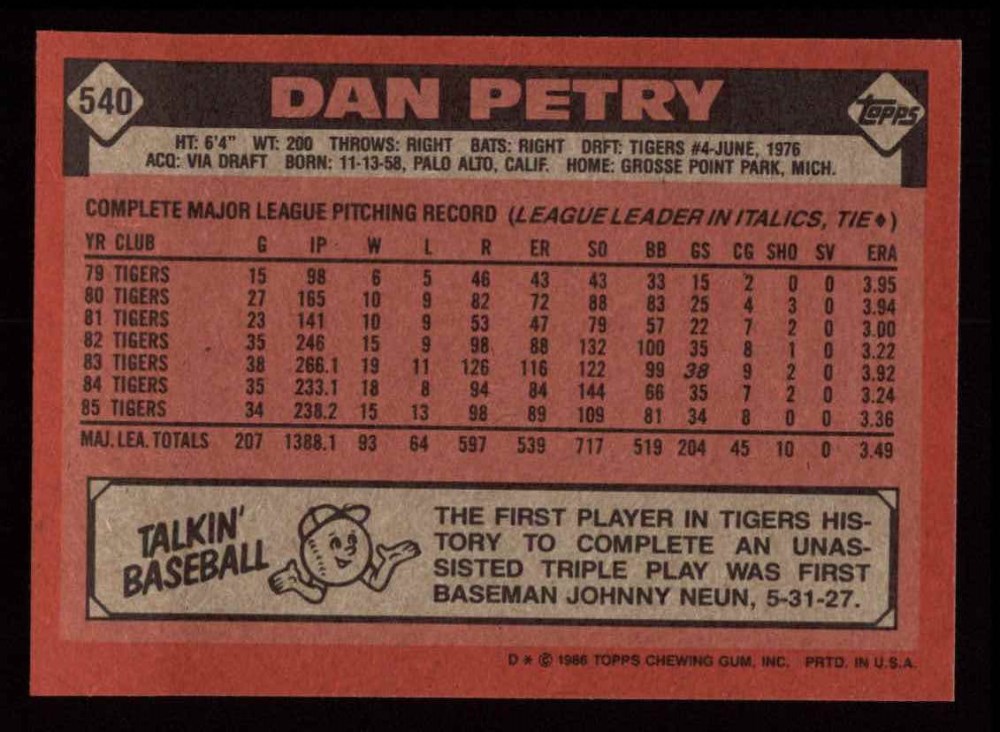 540
DAN PETRY
Topps
HT: 6'4" WT: 200 THROWS: RIGHT BATS: RIGHT DRFT: TIGERS #4-JUNE, 1976
ACQ: VIA DRAFT BORN: 11-13-58, PALO ALTO, CALIF. HOME: GROSSE POINT PARK, MICH.
COMPLETE MAJOR LEAGUE PITCHING RECORD (LEAGUE LEADER IN ITALICS, TIE♦)
YR CLUB G IP W L R ER SO BB GS CG SHO SV ERA
79 TIGERS 15 98 6 5 46 43 43 33 15 2 0 0 3.95
80 TIGERS 27 165 10 9 82 72 88 83 25 4 3 0 3.94
81 TIGERS 23 141 10 9 53 47 79 57 22 7 2 0 3.00
82 TIGERS 35 246 15 9 98 88 132 100 35 8 1 0 3.22
83 TIGERS 38 266.1 19 11 126 116 122 99 38 9 2 0 3.92
84 TIGERS 35 233.1 18 8 94 84 144 66 35 7 2 0 3.24
85 TIGERS 34 238.2 15 13 98 89 109 81 34 8 0 0 3.36
MAJ. LEA. TOTALS 207 1388.1 93 64 597 539 717 519 204 45 10 0 3.49
TALKIN'
BASEBALL
THE FIRST PLAYER IN TIGERS HIS-
TORY TO COMPLETE AN UNAS-
SISTED TRIPLE PLAY WAS FIRST
BASEMAN JOHNNY NEUN, 5-31-27.
D * © 1986 TOPPS CHEWING GUM, INC. PRTD. IN U.S.A.